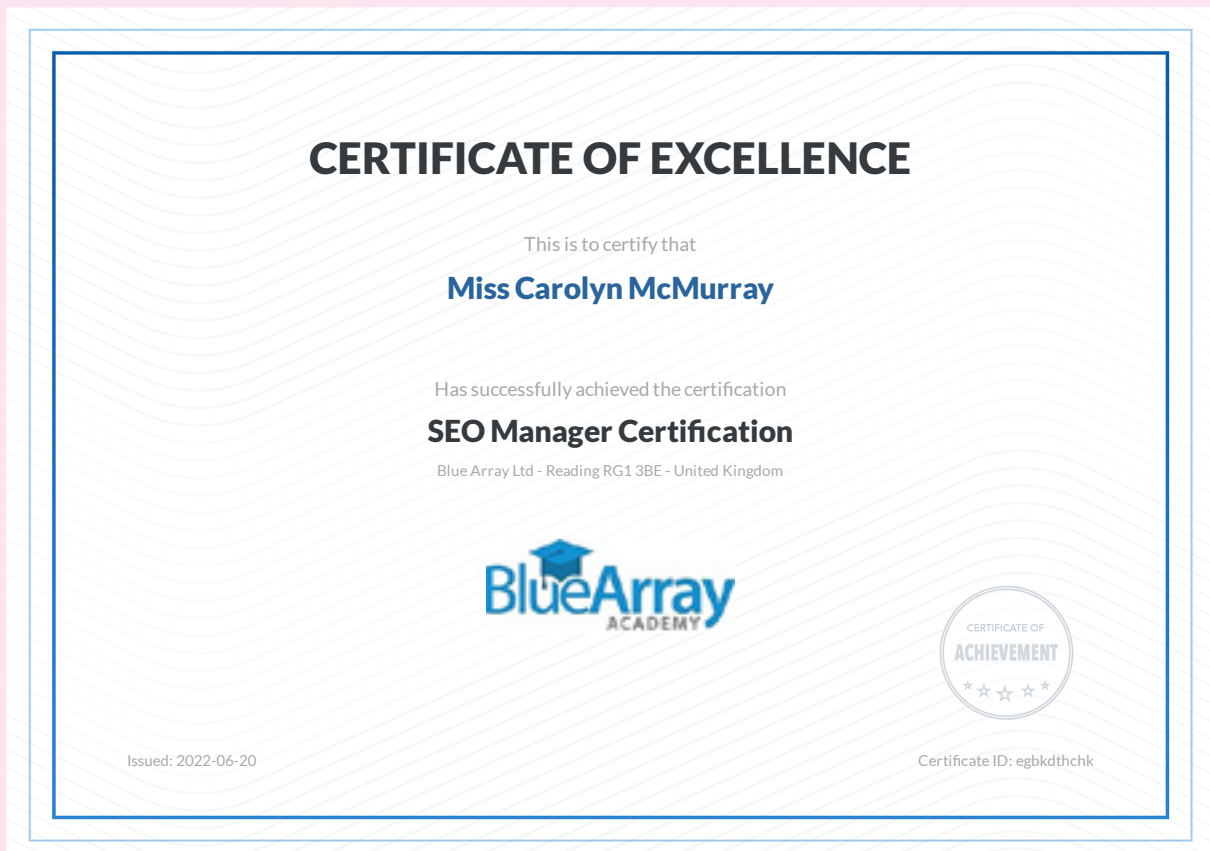 CERTIFICATE OF EXCELLENCE
This is to certify that
Miss Carolyn McMurray
Has successfully achieved the certification
SEO Manager Certification
Blue Array Ltd - Reading RG1 3BE - United Kingdom
BlueArray
ACADEMY
CERTIFICATE OF
ACHIEVEMENT
Issued: 2022-06-20
Certificate ID: egbkdthchk